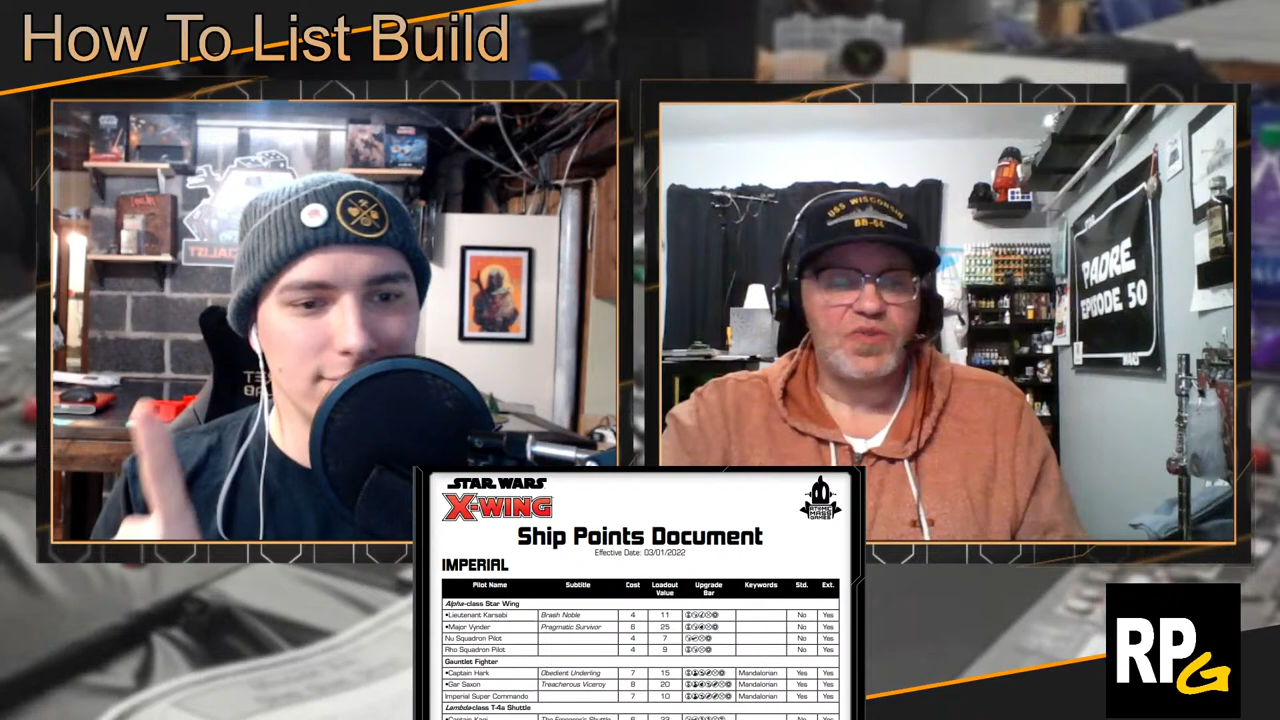 How To List Build
USS WISCONSIN
BB-64
PADRE
EPISODE 50
STAR WARS
X-WING
ATOMIC
MASS
GAMES
Ship Points Document
Effective Date: 03/01/2022
IMPERIAL
Pilot Name Subtitle Cost Loadout Value Upgrade Bar Keywords Std. Ext.
Alpha-class Star Wing
•Lieutenant Karsabi Brash Noble 4 11 No Yes
•Major Vynder Pragmatic Survivor 6 25 No Yes
Nu Squadron Pilot 4 7 No Yes
Rho Squadron Pilot 4 9 No Yes
Gauntlet Fighter
•Captain Hark Obedient Underling 7 15 Mandalorian Yes Yes
•Gar Saxon Treacherous Viceroy 8 20 Mandalorian Yes Yes
Imperial Super Commando 7 10 Mandalorian Yes Yes
Lambda-class T-4a Shuttle
RPG